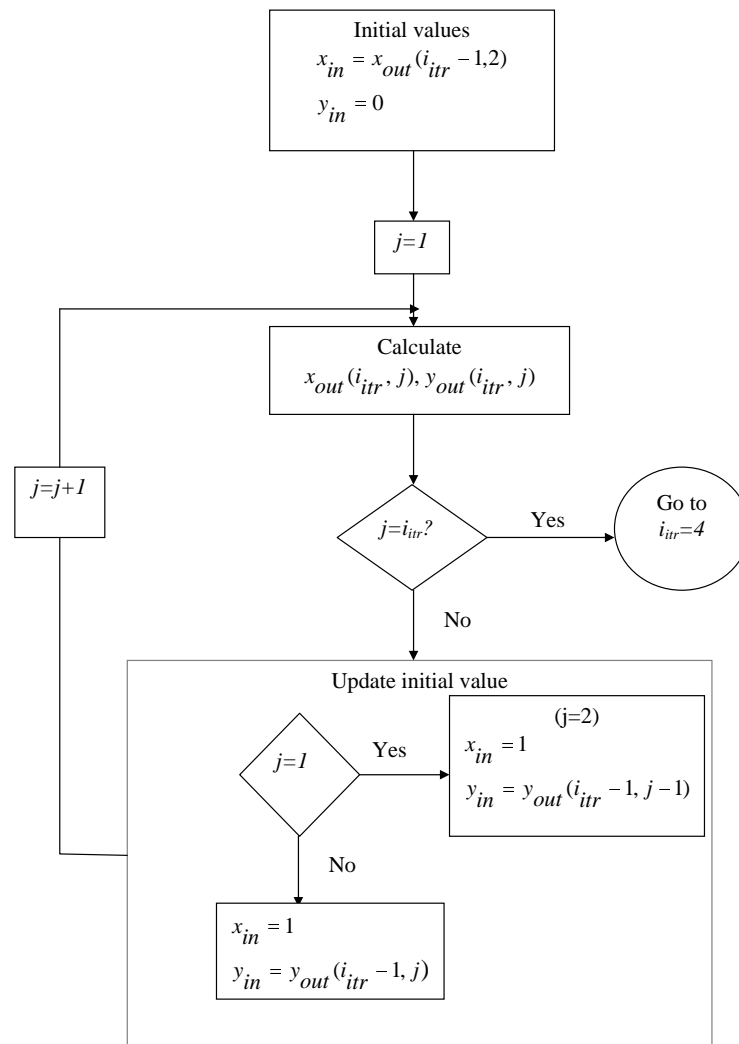 Initial values
x_in = x_out(i_itr − 1,2)
y_in = 0
j=1
Calculate
x_out(i_itr, j), y_out(i_itr, j)
j=j+1
j=i_itr?
Yes
Go to
i_itr=4
No
Update initial value
j=1
Yes
(j=2)
x_in = 1
y_in = y_out(i_itr − 1, j − 1)
No
x_in = 1
y_in = y_out(i_itr − 1, j)